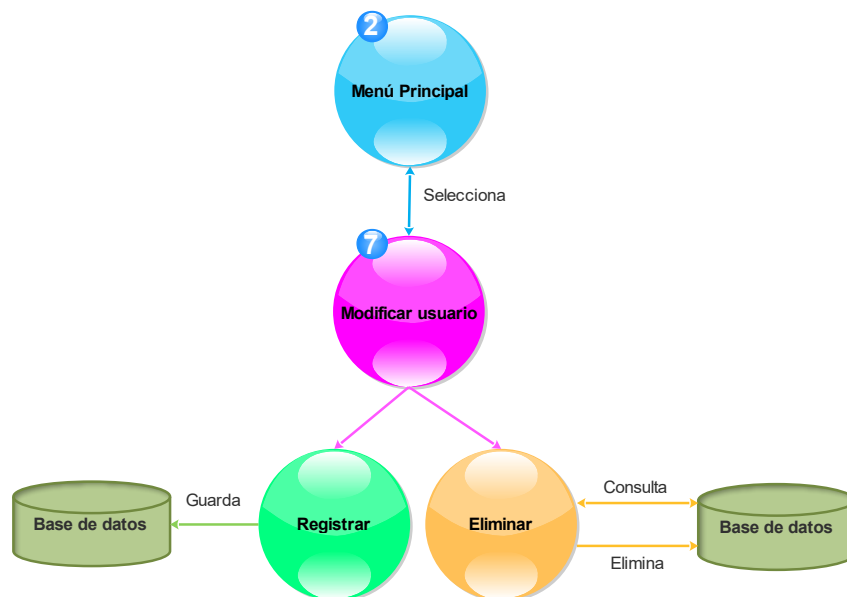 2
Menú Principal
Selecciona
7
Modificar usuario
Base de datos
Guarda
Registrar
Eliminar
Consulta
Elimina
Base de datos